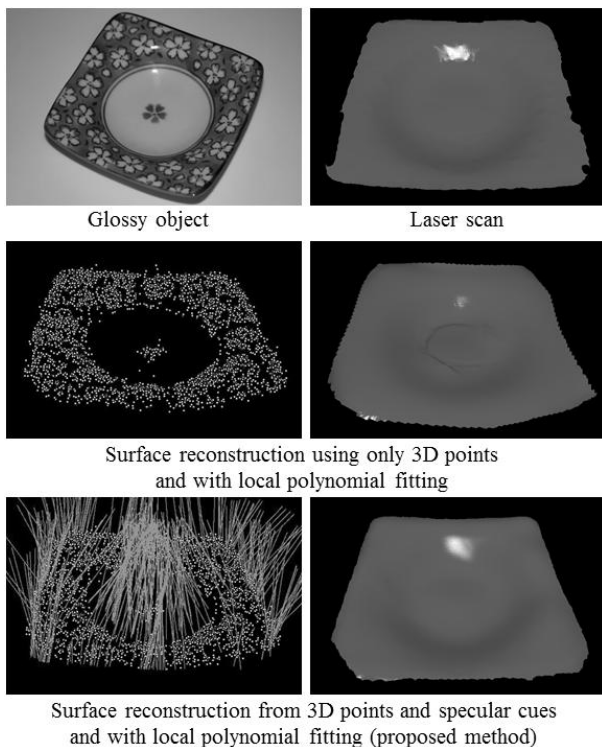 Glossy object
Laser scan
Surface reconstruction using only 3D points
and with local polynomial fitting
Surface reconstruction from 3D points and specular cues
and with local polynomial fitting (proposed method)